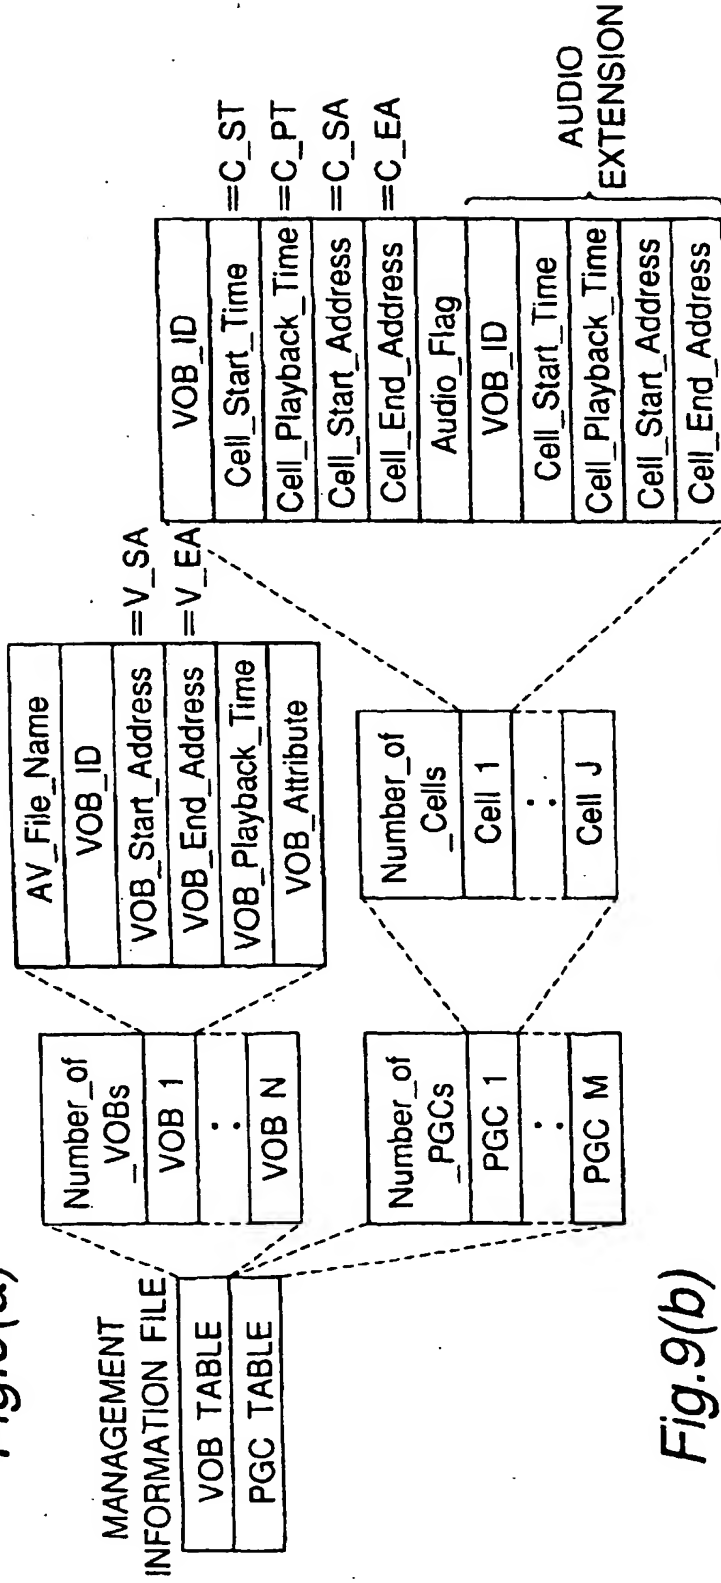 MANAGEMENT
INFORMATION FILE
VOB TABLE
PGC TABLE
Number_of
_VOBs
VOB 1
: 
VOB N
AV_File_Name
VOB_ID
VOB_Start_Address
=V_SA
VOB_End_Address
=V_EA
VOB_Playback_Time
VOB_Attribute
Number_of
_PGCs
PGC 1
: 
PGC M
Number_of
_Cells
Cell 1
: 
Cell J
VOB_ID
Cell_Start_Time
=C_ST
Cell_Playback_Time
=C_PT
Cell_Start_Address
=C_SA
Cell_End_Address
=C_EA
Audio_Flag
VOB_ID
Cell_Start_Time
Cell_Playback_Time
Cell_Start_Address
Cell_End_Address
AUDIO
EXTENSION
Fig.9(b)